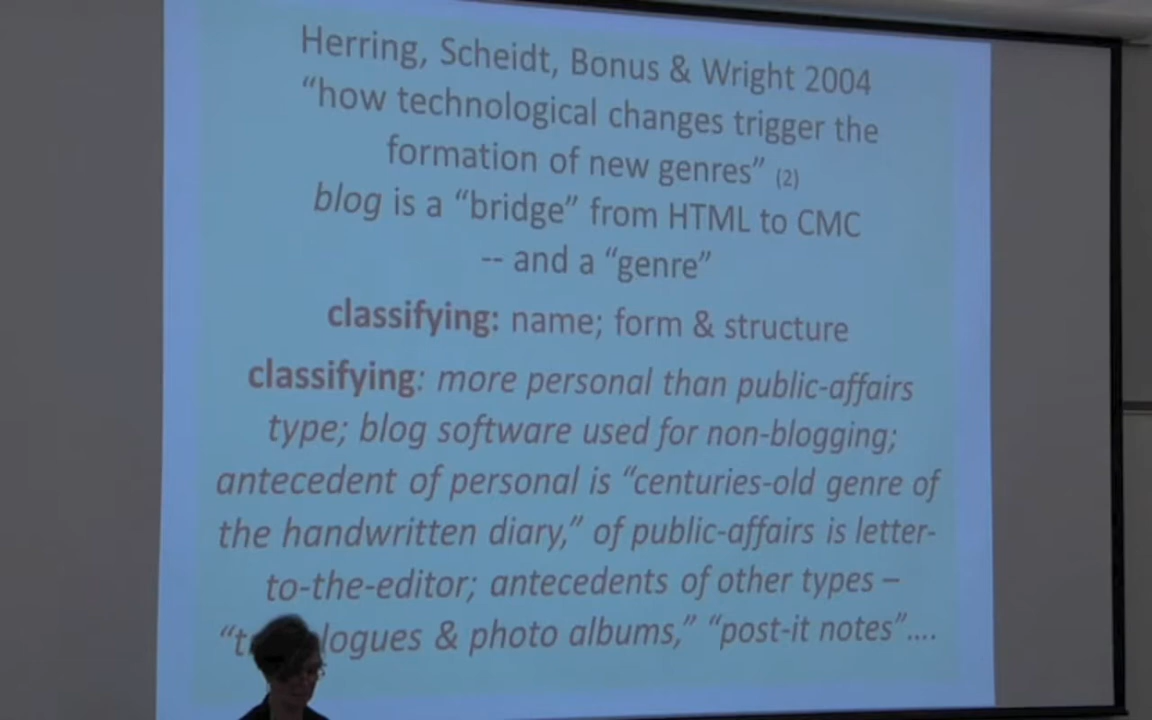 Herring, Scheidt, Bonus & Wright 2004
“how technological changes trigger the
formation of new genres” (2)
blog is a “bridge” from HTML to CMC
-- and a “genre”
classifying: name; form & structure
classifying: more personal than public-affairs
type; blog software used for non-blogging;
antecedent of personal is “centuries-old genre of
the handwritten diary,” of public-affairs is letter-
to-the-editor; antecedents of other types –
& photo albums,” “post-it notes”....